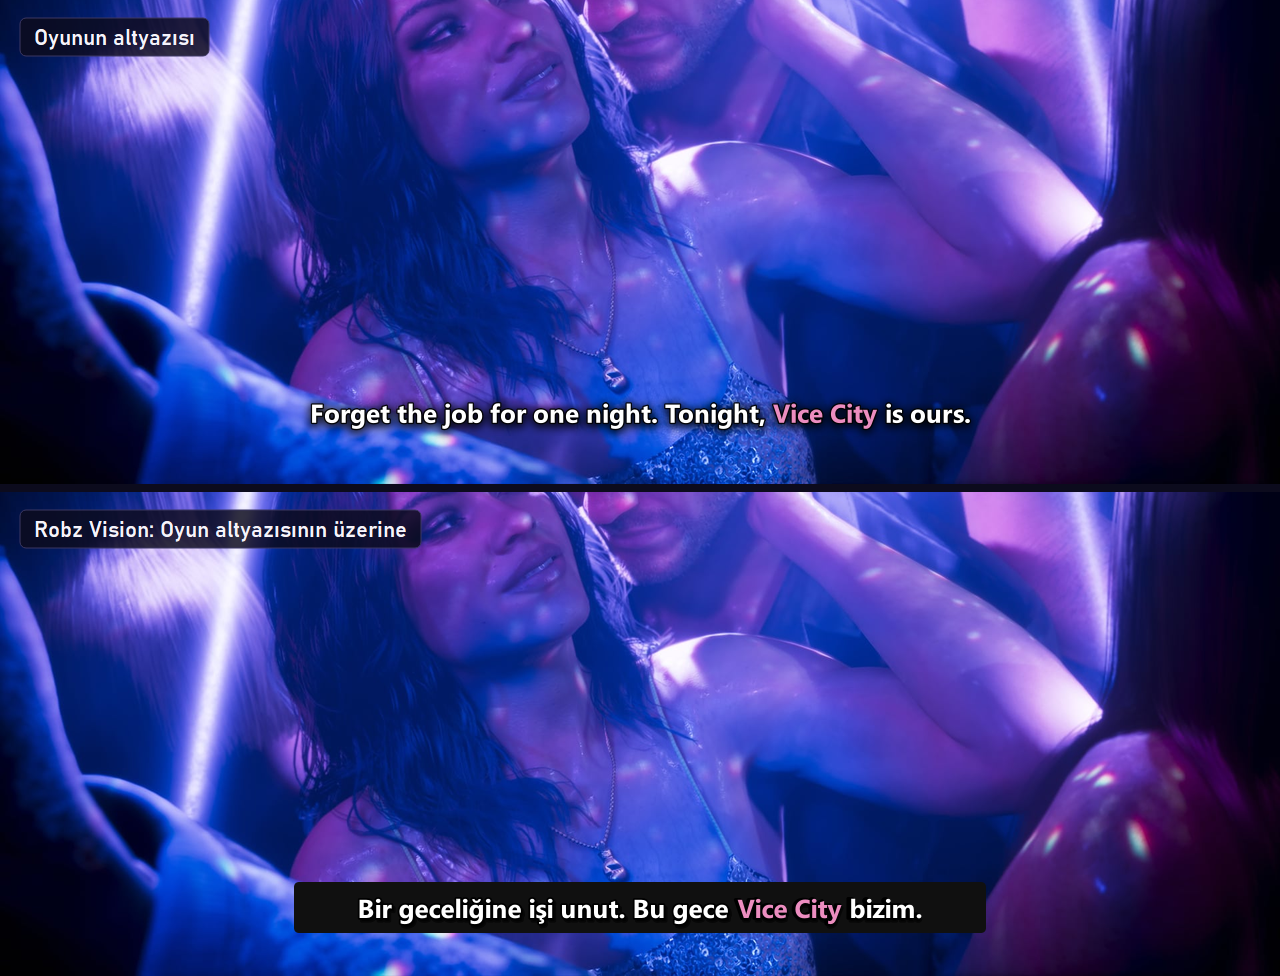 Oyunun altyazısı
Forget the job for one night. Tonight, Vice City is ours.
Robz Vision: Oyun altyazısının üzerine
Bir geceliğine işi unut. Bu gece Vice City bizim.